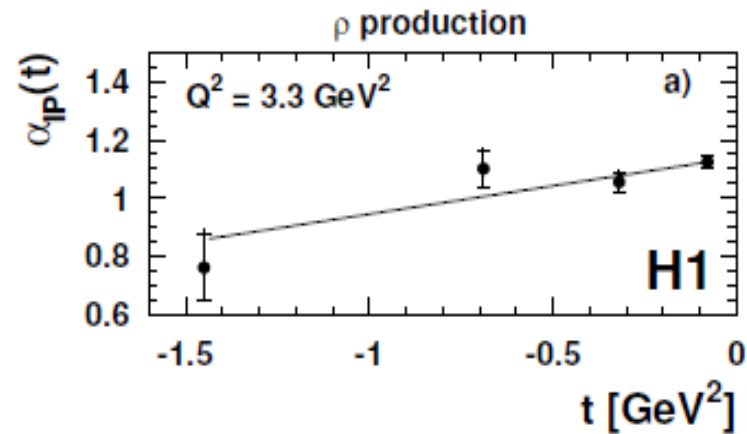 ρ production
α_IP(t)
Q² = 3.3 GeV²
a)
1.4
1.2
1
0.8
0.6
H1
-1.5 -1 -0.5 0
t [GeV²]